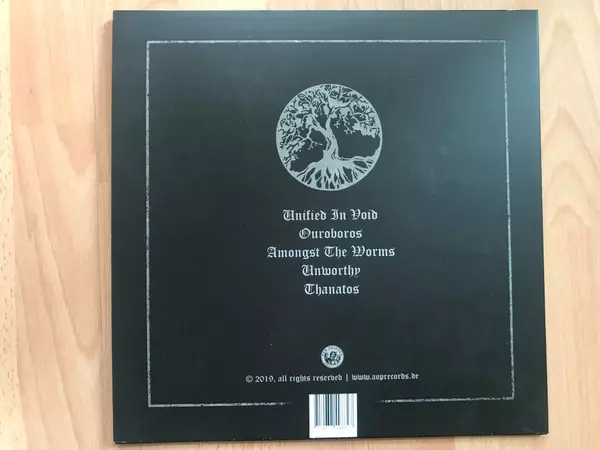 Unified In Void
Ouroboros
Amongst The Worms
Unworthy
Thanatos
© 2019, all rights reserved | www.aoprecords.de